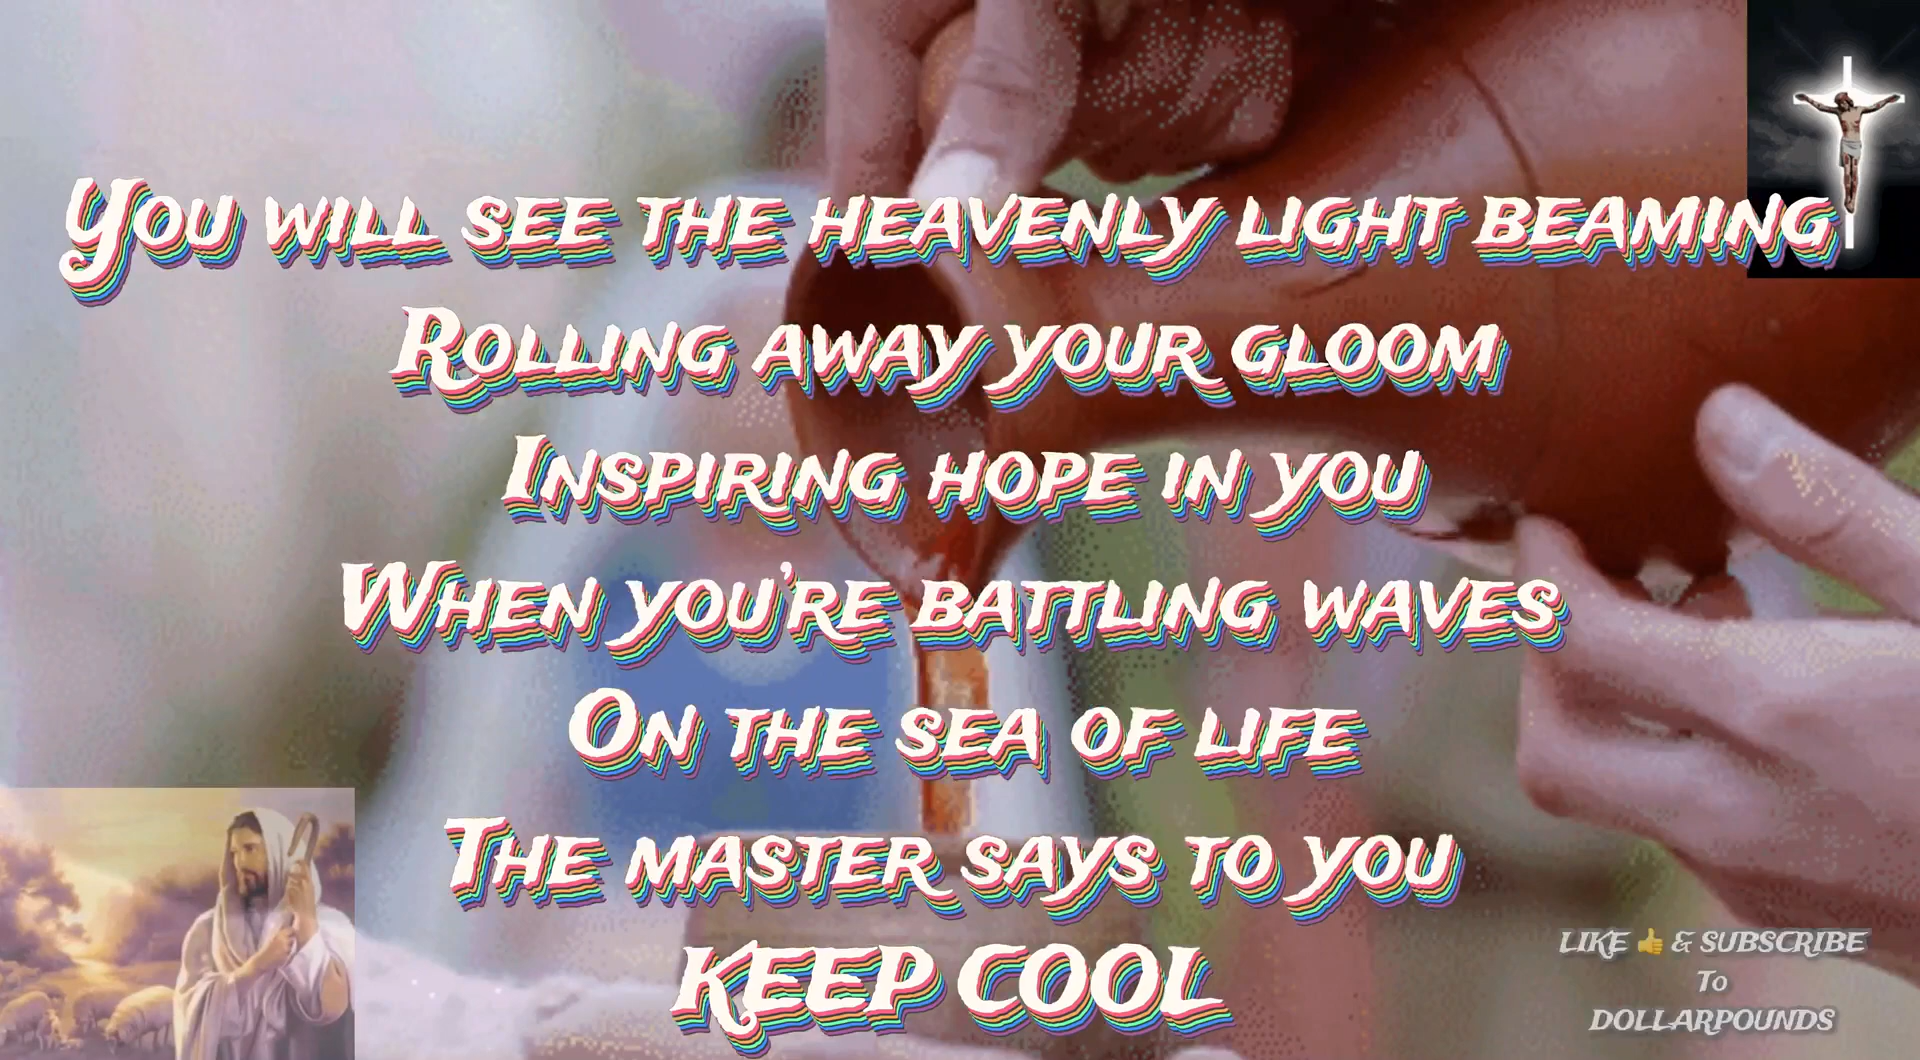 You will see the heavenly light beaming
Rolling away your gloom
Inspiring hope in you
When you're battling waves
On the sea of life
The master says to you
KEEP COOL
LIKE 👍 & SUBSCRIBE
To
DOLLARPOUNDS